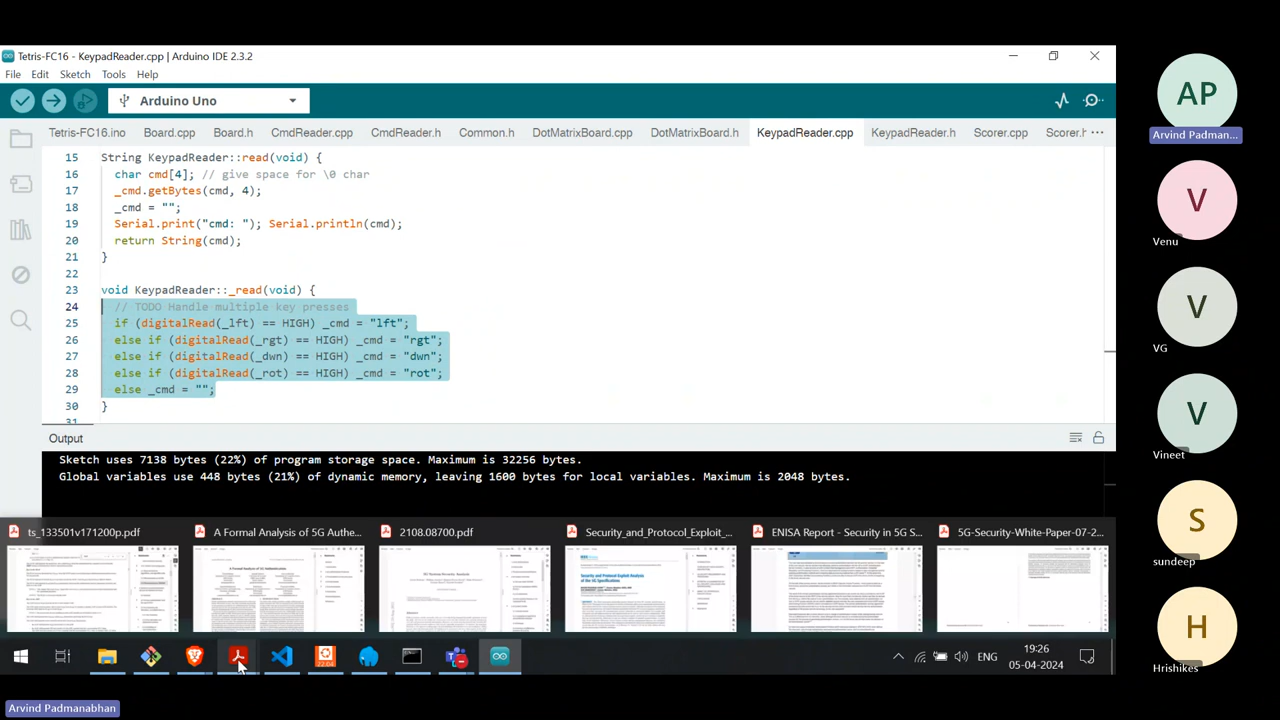 Tetris-FC16 - KeypadReader.cpp | Arduino IDE 2.3.2
File Edit Sketch Tools Help
Arduino Uno
Tetris-FC16.ino Board.cpp Board.h CmdReader.cpp CmdReader.h Common.h DotMatrixBoard.cpp DotMatrixBoard.h KeypadReader.cpp KeypadReader.h Scorer.cpp Scorer.h ...
15 String KeypadReader::read(void) {
16 char cmd[4]; // give space for \0 char
17 _cmd.getBytes(cmd, 4);
18 _cmd = "";
19 Serial.print("cmd: "); Serial.println(cmd);
20 return String(cmd);
21 }
22
23 void KeypadReader::_read(void) {
24 // TODO Handle multiple key presses
25 if (digitalRead(_lft) == HIGH) _cmd = "lft";
26 else if (digitalRead(_rgt) == HIGH) _cmd = "rgt";
27 else if (digitalRead(_dwn) == HIGH) _cmd = "dwn";
28 else if (digitalRead(_rot) == HIGH) _cmd = "rot";
29 else _cmd = "";
30 }
31
Output
Sketch uses 7138 bytes (22%) of program storage space. Maximum is 32256 bytes.
Global variables use 448 bytes (21%) of dynamic memory, leaving 1600 bytes for local variables. Maximum is 2048 bytes.
ts_133501v171200p.pdf
A Formal Analysis of 5G Authe...
2108.08700.pdf
Security_and_Protocol_Exploit_...
ENISA Report - Security in 5G S...
5G-Security-White-Paper-07-2...
22.04
ENG
19:26
05-04-2024
AP
Arvind Padman...
V
Venu
V
VG
V
Vineet
S
sundeep
H
Hrishikes
Arvind Padmanabhan